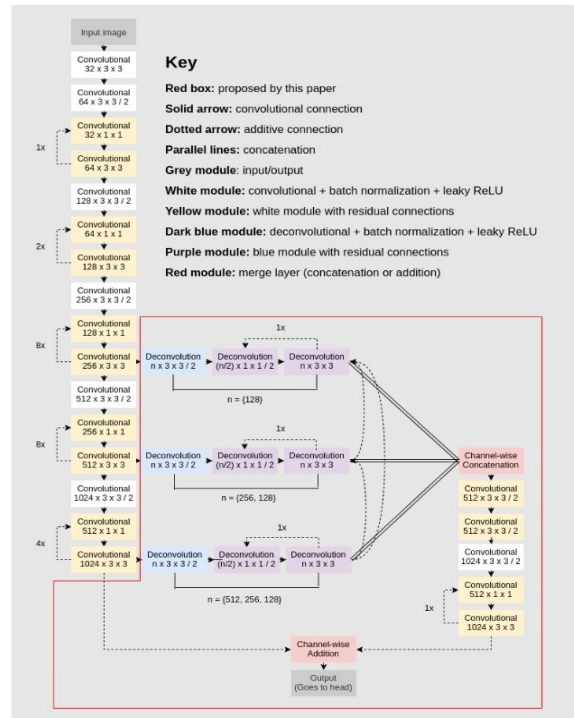 Input image
Convolutional
32 x 3 x 3
Convolutional
64 x 3 x 3 / 2
Convolutional
32 x 1 x 1
1x
Convolutional
64 x 3 x 3
Convolutional
128 x 3 x 3 / 2
Convolutional
64 x 1 x 1
2x
Convolutional
128 x 3 x 3
Convolutional
256 x 3 x 3 / 2
Convolutional
128 x 1 x 1
8x
Convolutional
256 x 3 x 3
Convolutional
512 x 3 x 3 / 2
Convolutional
256 x 1 x 1
8x
Convolutional
512 x 3 x 3
Convolutional
1024 x 3 x 3 / 2
Convolutional
512 x 1 x 1
4x
Convolutional
1024 x 3 x 3
Key
Red box: proposed by this paper
Solid arrow: convolutional connection
Dotted arrow: additive connection
Parallel lines: concatenation
Grey module: input/output
White module: convolutional + batch normalization + leaky ReLU
Yellow module: white module with residual connections
Dark blue module: deconvolutional + batch normalization + leaky ReLU
Purple module: blue module with residual connections
Red module: merge layer (concatenation or addition)
1x
Deconvolution
n x 3 x 3 / 2
Deconvolution
(n/2) x 1 x 1 / 2
Deconvolution
n x 3 x 3
n = {128}
1x
Deconvolution
n x 3 x 3 / 2
Deconvolution
(n/2) x 1 x 1 / 2
Deconvolution
n x 3 x 3
n = {256, 128}
1x
Deconvolution
n x 3 x 3 / 2
Deconvolution
(n/2) x 1 x 1 / 2
Deconvolution
n x 3 x 3
n = {512, 256, 128}
Channel-wise
Concatenation
Convolutional
512 x 3 x 3 / 2
Convolutional
512 x 3 x 3 / 2
Convolutional
1024 x 3 x 3 / 2
Convolutional
512 x 1 x 1
1x
Convolutional
1024 x 3 x 3
Channel-wise
Addition
Output
(Goes to head)